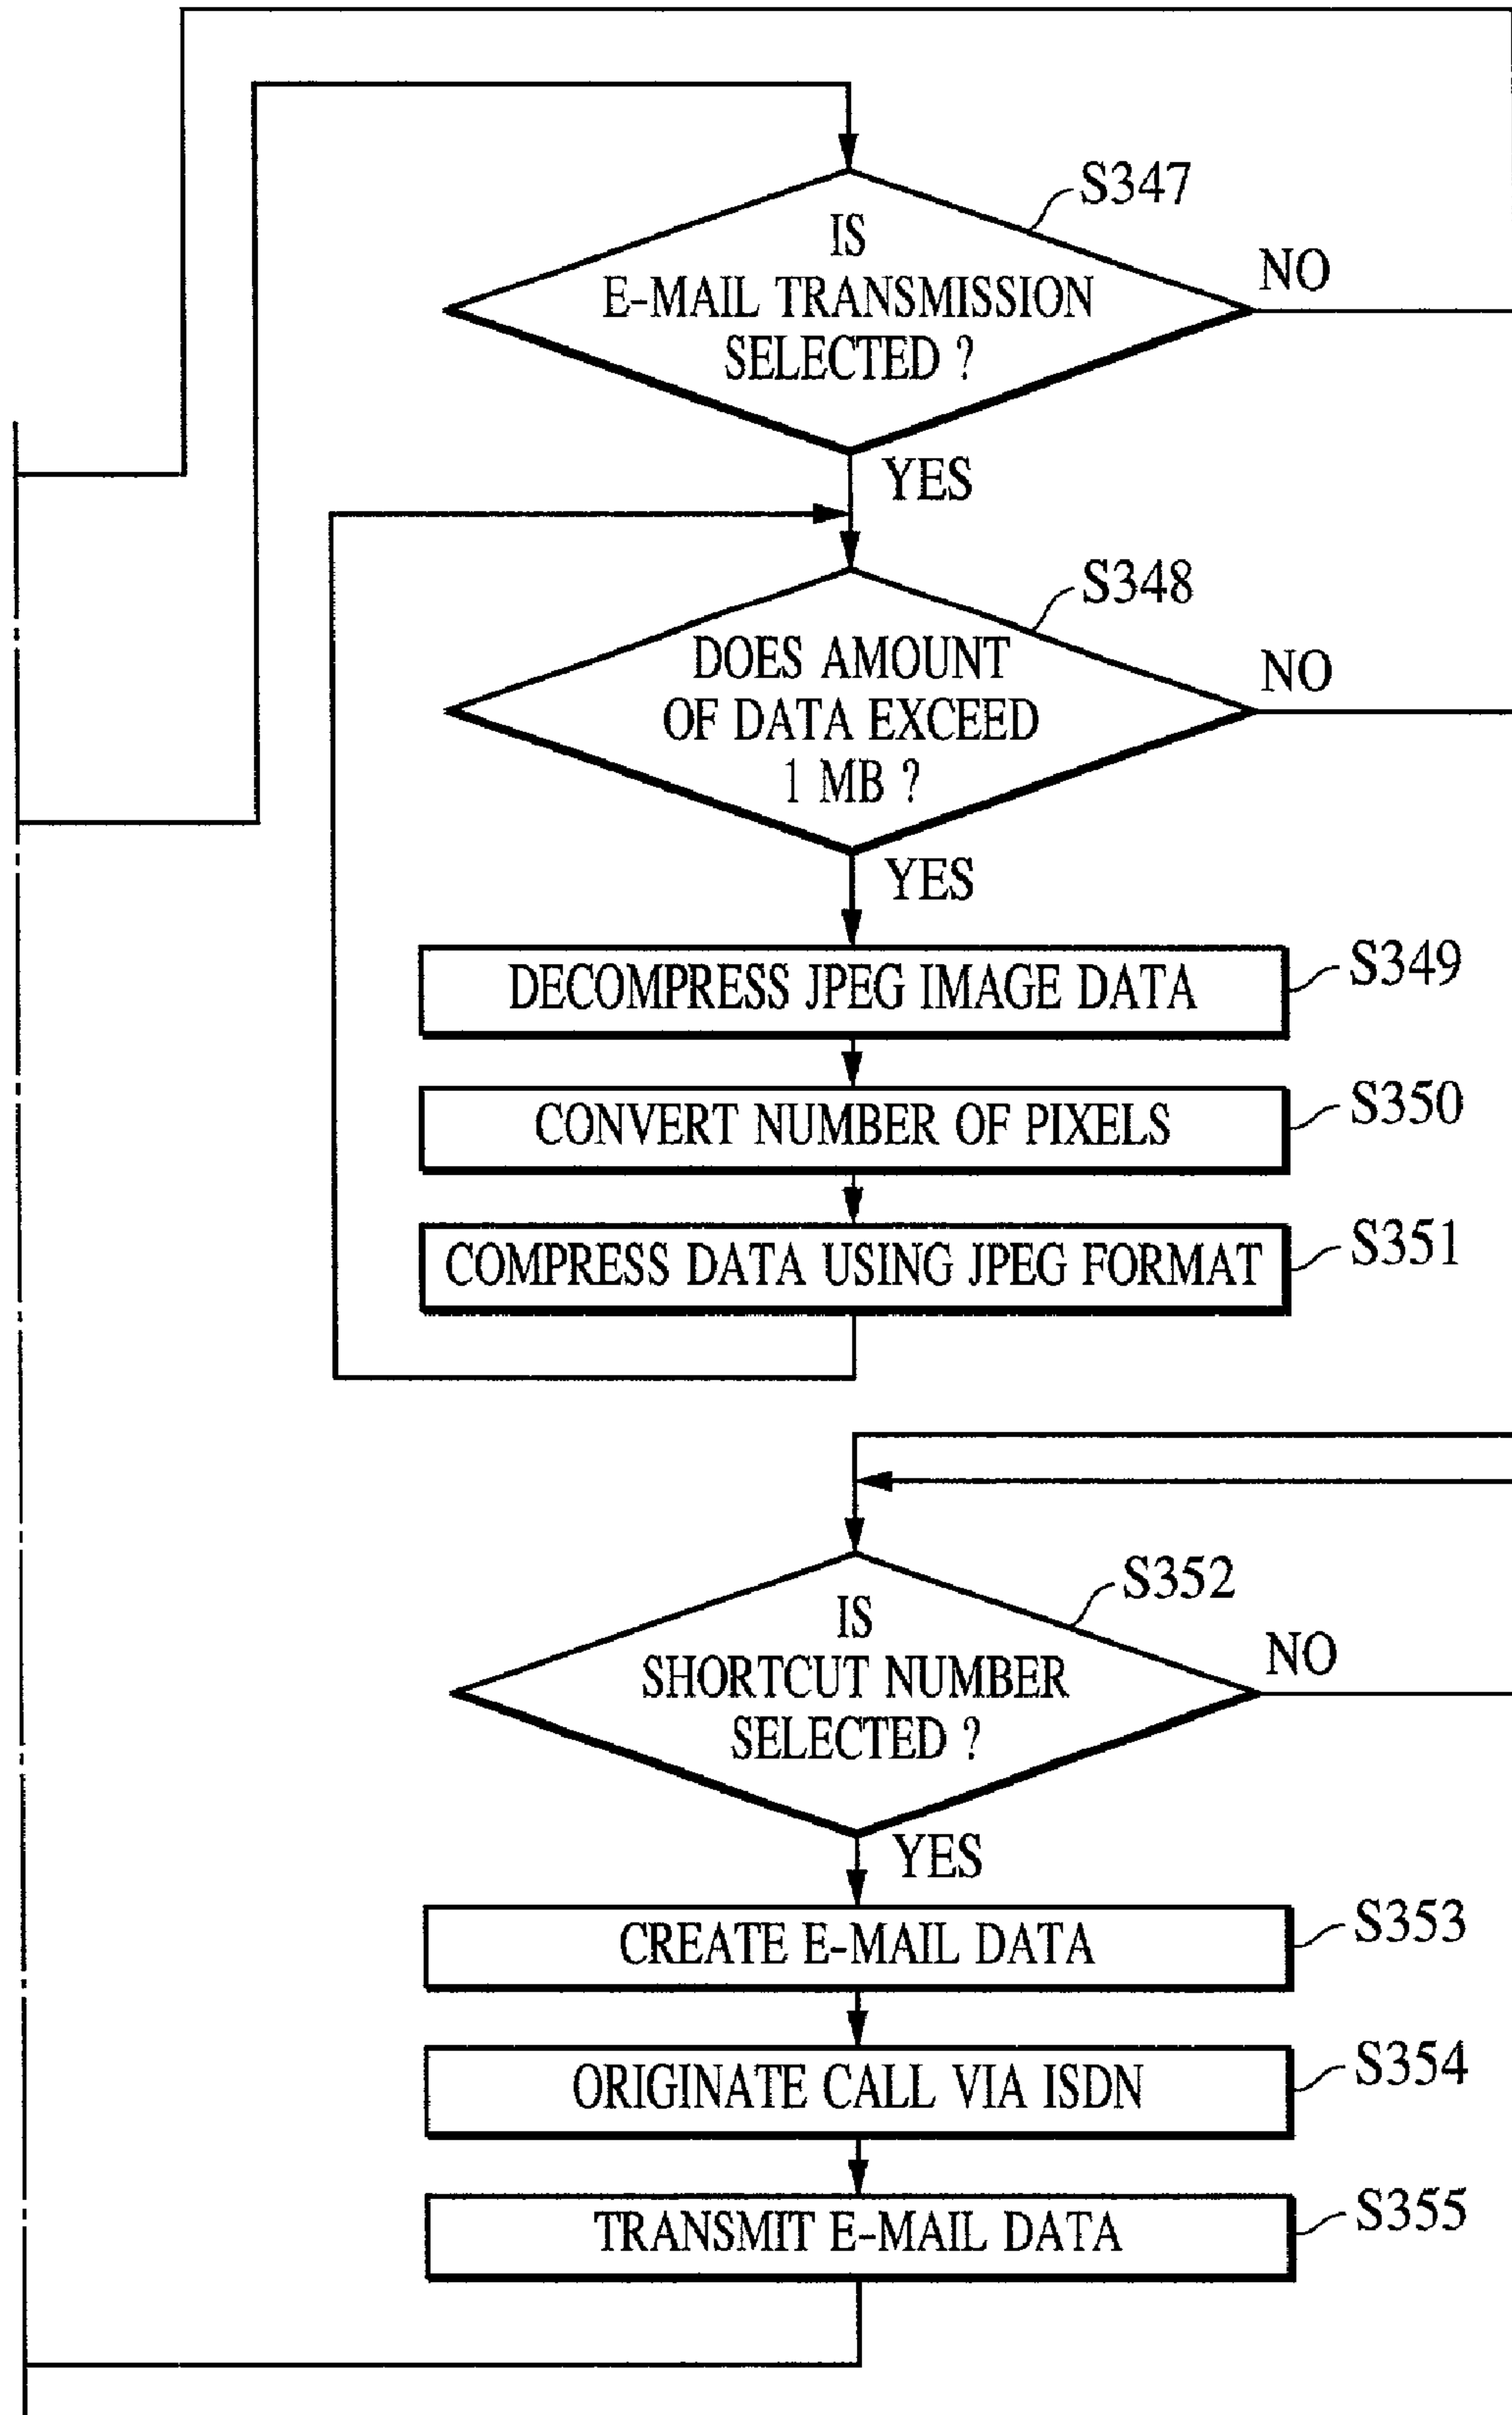 S347
IS
E-MAIL TRANSMISSION
SELECTED ?
NO
YES
S348
DOES AMOUNT
OF DATA EXCEED
1 MB ?
NO
YES
DECOMPRESS JPEG IMAGE DATA
S349
CONVERT NUMBER OF PIXELS
S350
COMPRESS DATA USING JPEG FORMAT
S351
S352
IS
SHORTCUT NUMBER
SELECTED ?
NO
YES
CREATE E-MAIL DATA
S353
ORIGINATE CALL VIA ISDN
S354
TRANSMIT E-MAIL DATA
S355